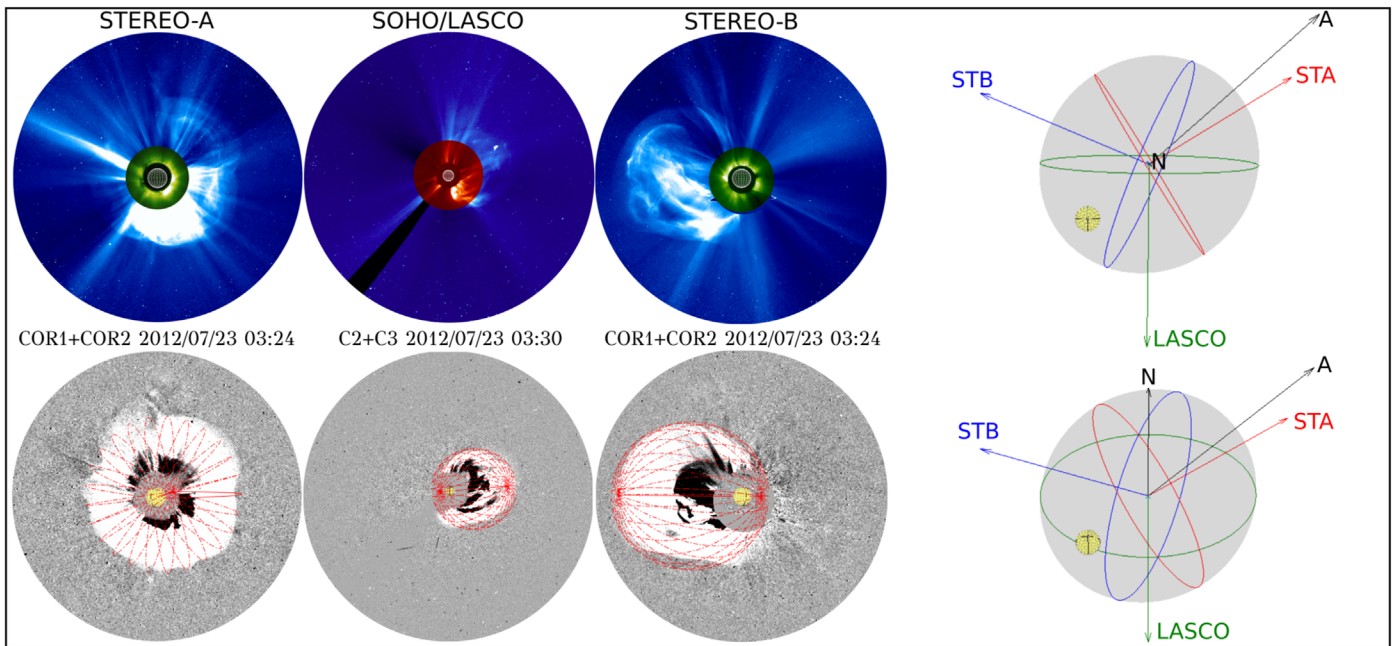 STEREO-A SOHO/LASCO STEREO-B
A
STB
STA
N
LASCO
COR1+COR2 2012/07/23 03:24 C2+C3 2012/07/23 03:30 COR1+COR2 2012/07/23 03:24
N
A
STB
STA
LASCO